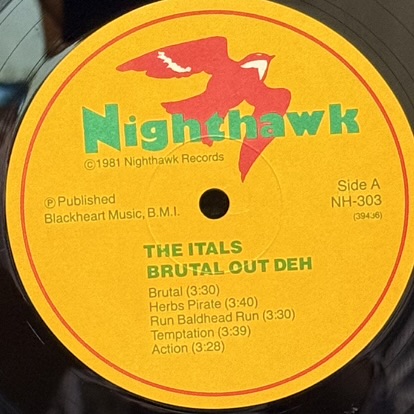 Nighthawk
©1981 Nighthawk Records
℗ Published
Blackheart Music, B.M.I.
Side A
NH-303
(39436)
THE ITALS
BRUTAL OUT DEH
Brutal (3:30)
Herbs Pirate (3:40)
Run Baldhead Run (3:30)
Temptation (3:39)
Action (3:28)